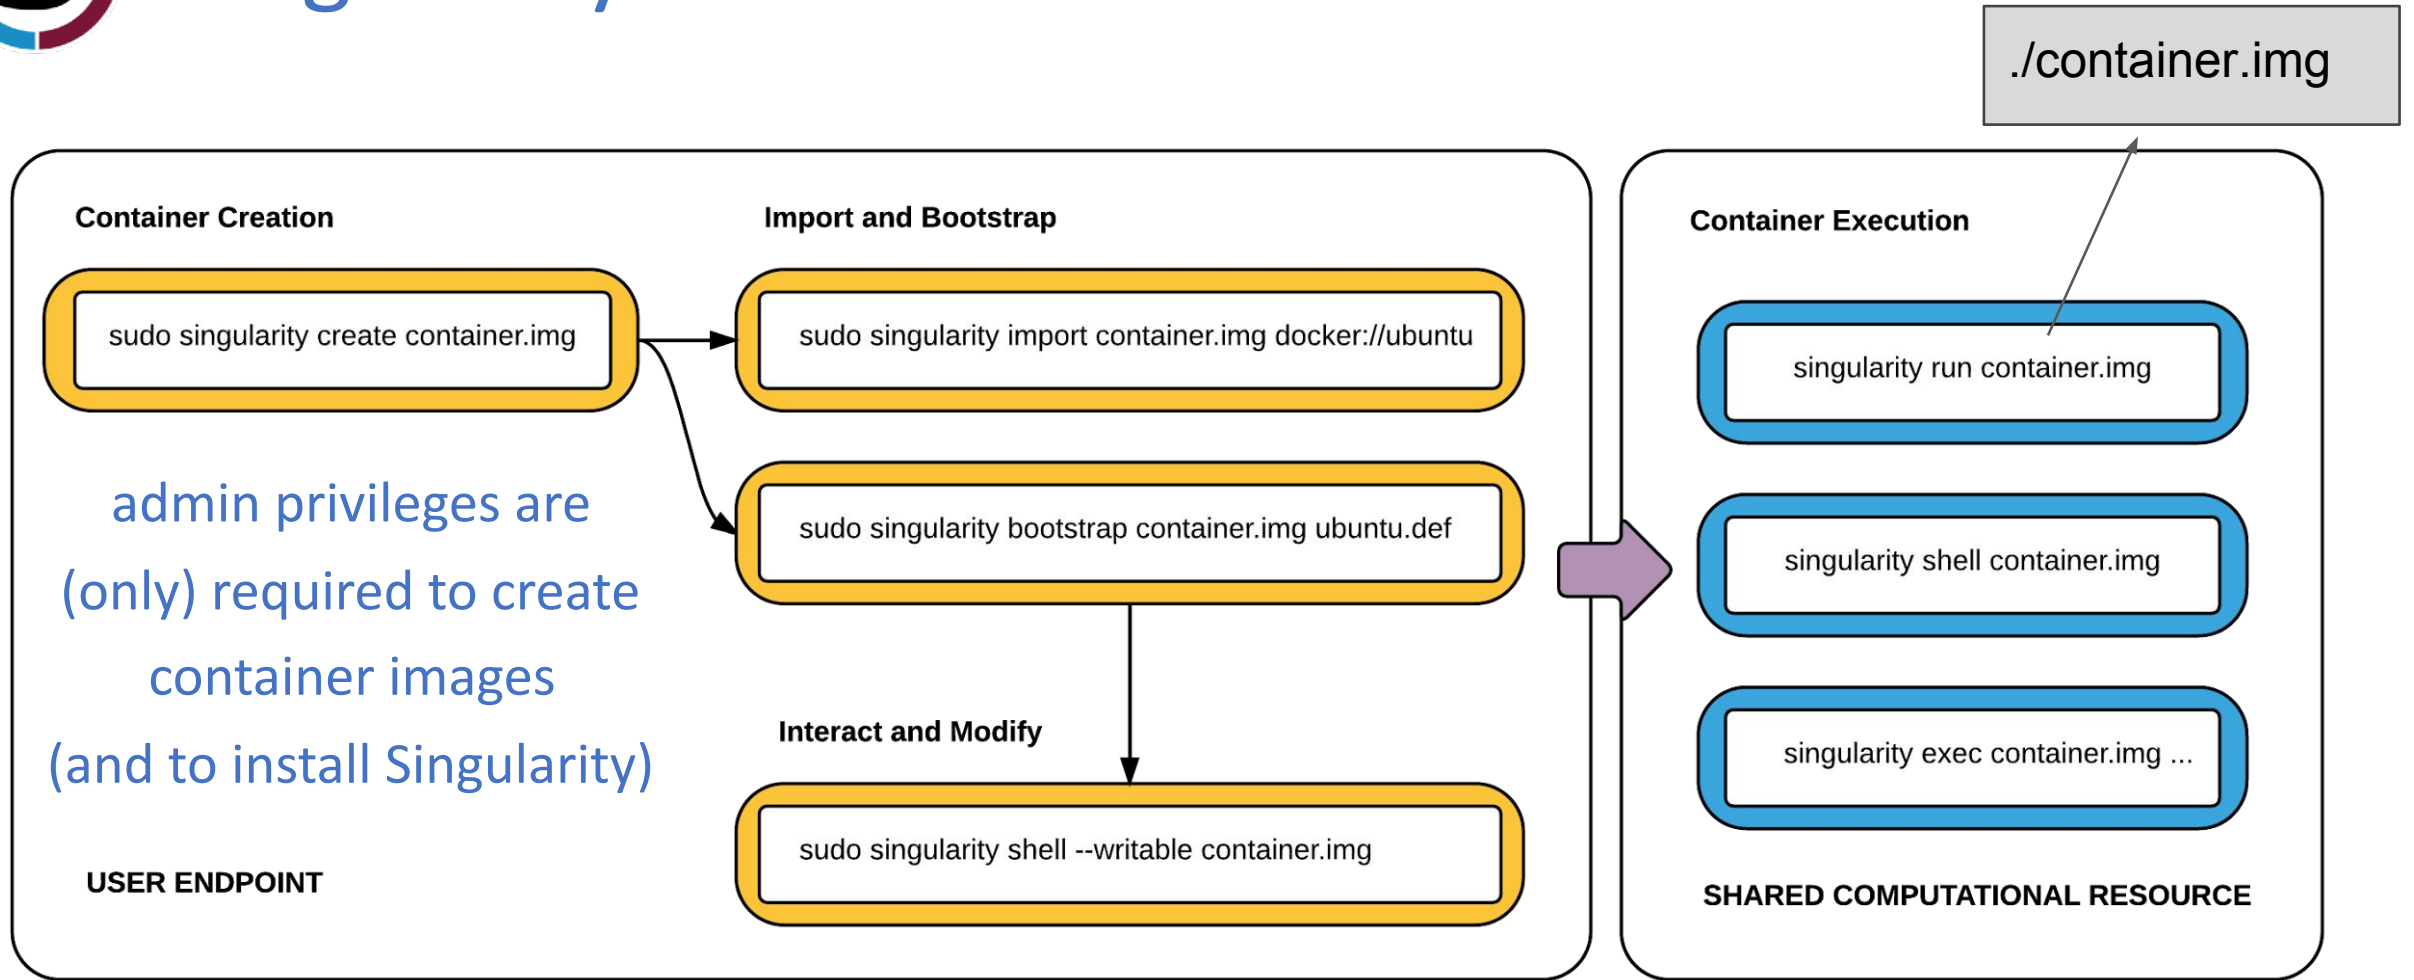 ./container.img
Container Creation
sudo singularity create container.img
admin privileges are
(only) required to create
container images
(and to install Singularity)
USER ENDPOINT
Import and Bootstrap
sudo singularity import container.img docker://ubuntu
sudo singularity bootstrap container.img ubuntu.def
Interact and Modify
sudo singularity shell --writable container.img
Container Execution
singularity run container.img
singularity shell container.img
singularity exec container.img ...
SHARED COMPUTATIONAL RESOURCE